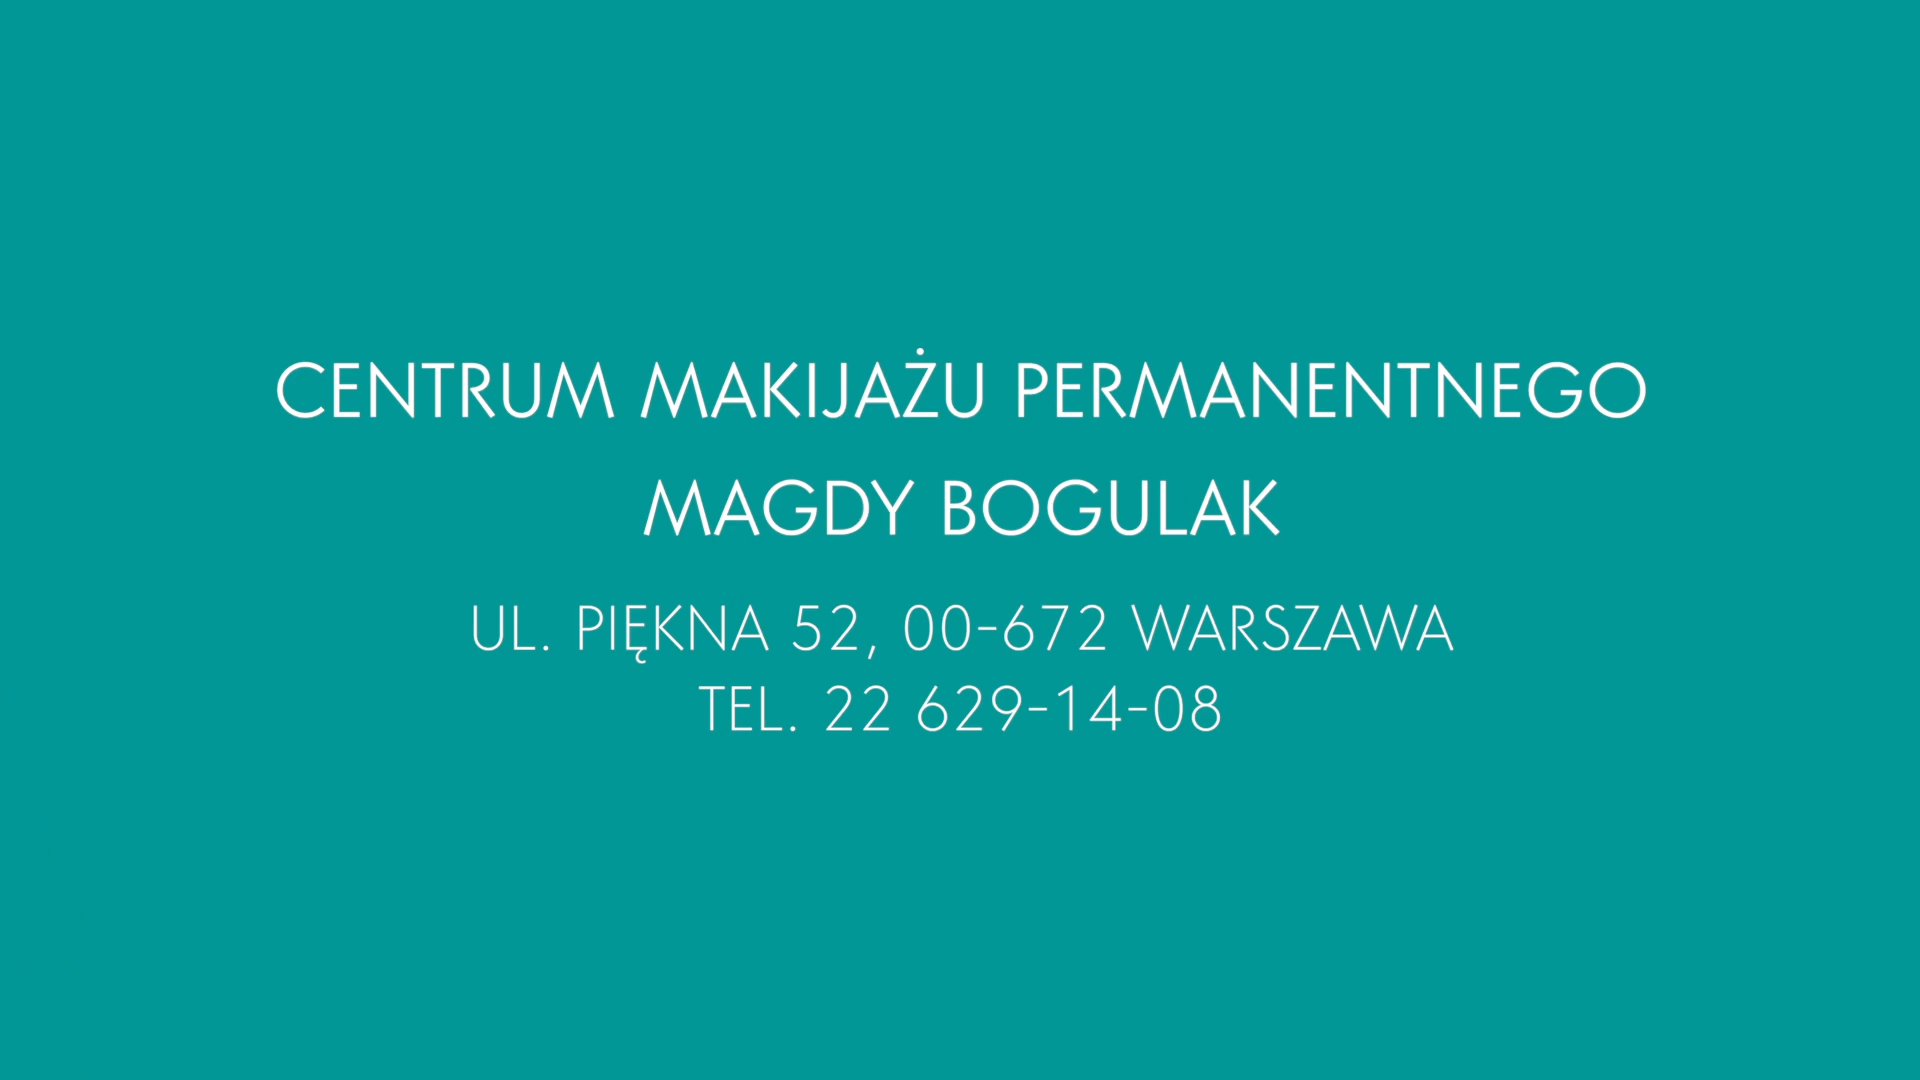 CENTRUM MAKIJAŻU PERMANENTNEGO
MAGDY BOGULAK
UL. PIĘKNA 52, 00-672 WARSZAWA
TEL. 22 629-14-08